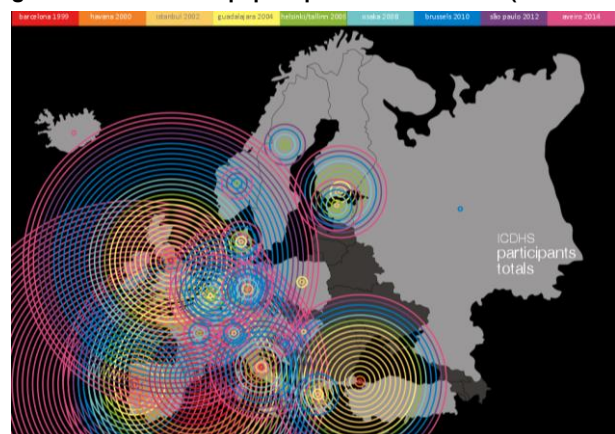 barcelona 1999 havana 2000 istanbul 2002 guadalajara 2004 helsinki/tallinn 2006 osaka 2008 brussels 2010 são paulo 2012 aveiro 2014
ICDHS
participants
totals